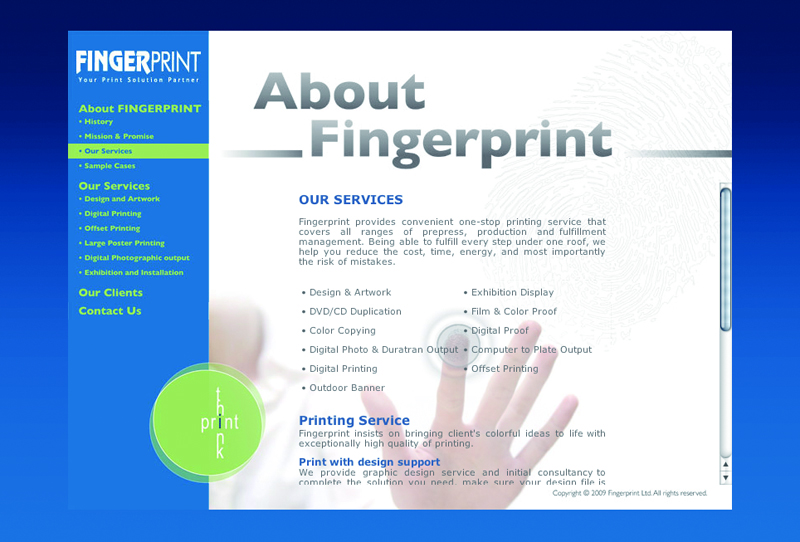 FINGERPRINT
Your Print Solution Partner
About FINGERPRINT
• History
• Mission & Promise
• Our Services
• Sample Cases
Our Services
• Design and Artwork
• Digital Printing
• Offset Printing
• Large Poster Printing
• Digital Photographic output
• Exhibition and Installation
Our Clients
Contact Us
think
print
About
Fingerprint
OUR SERVICES
Fingerprint provides convenient one-stop printing service that
covers all ranges of prepress, production and fulfillment
management. Being able to fulfill every step under one roof, we
help you reduce the cost, time, energy, and most importantly
the risk of mistakes.
• Design & Artwork
• DVD/CD Duplication
• Color Copying
• Digital Photo & Duratran Output
• Digital Printing
• Outdoor Banner
• Exhibition Display
• Film & Color Proof
• Digital Proof
• Computer to Plate Output
• Offset Printing
Printing Service
Fingerprint insists on bringing client's colorful ideas to life with
exceptionally high quality of printing.
Print with design support
We provide graphic design service and initial consultancy to
complete the solution you need, make sure your design file is
Copyright © 2009 Fingerprint Ltd. All rights reserved.